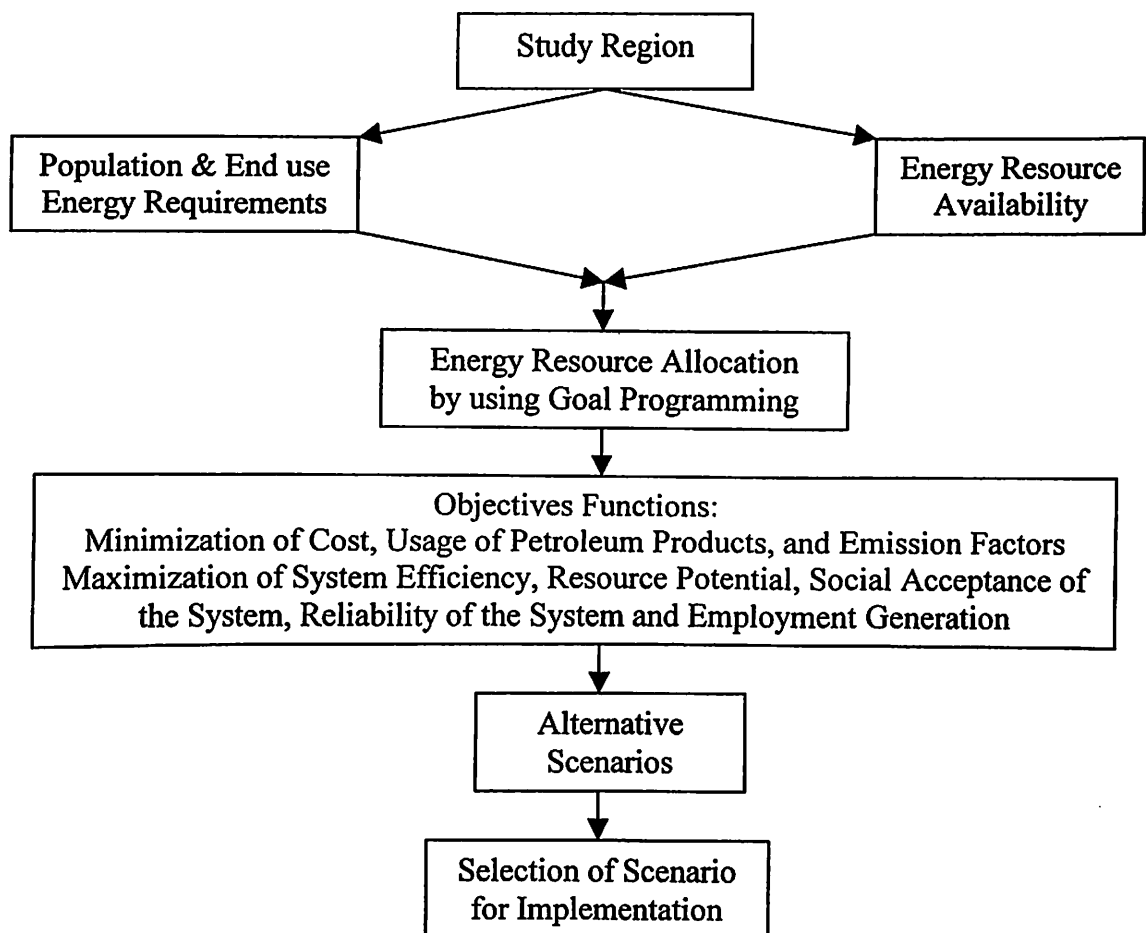 Study Region
Population & End use
Energy Requirements
Energy Resource
Availability
Energy Resource Allocation
by using Goal Programming
Objectives Functions:
Minimization of Cost, Usage of Petroleum Products, and Emission Factors
Maximization of System Efficiency, Resource Potential, Social Acceptance of
the System, Reliability of the System and Employment Generation
Alternative
Scenarios
Selection of Scenario
for Implementation